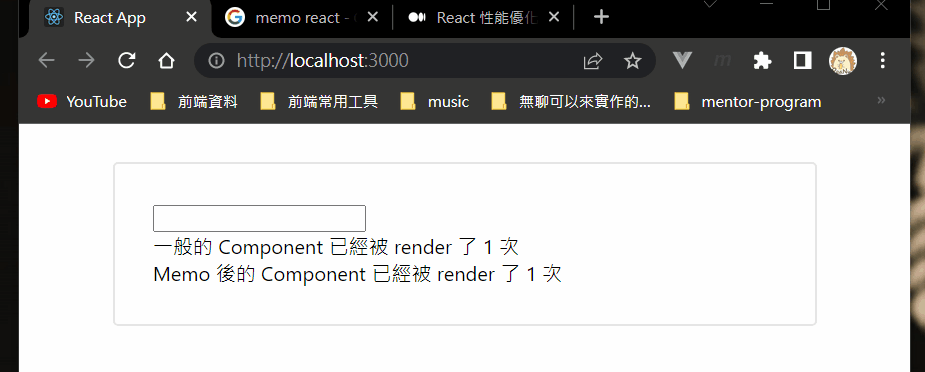 React App
memo react -
React 性能優化
http://localhost:3000
YouTube 前端資料 前端常用工具 music 無聊可以來實作的... mentor-program »
一般的 Component 已經被 render 了 1 次
Memo 後的 Component 已經被 render 了 1 次